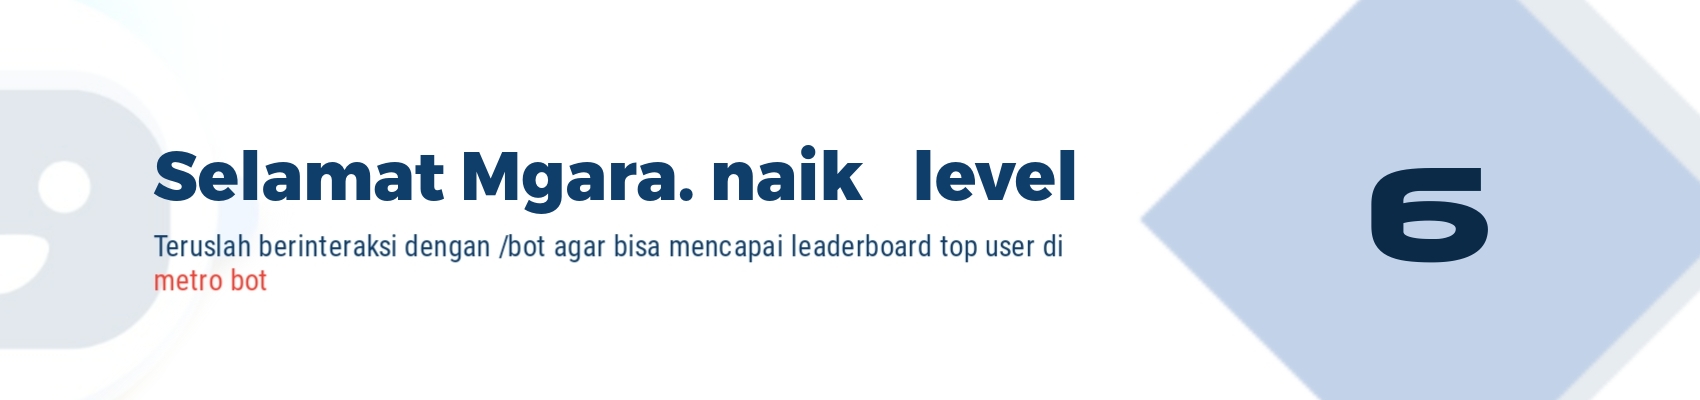 Selamat Mgara. naik level
Teruslah berinteraksi dengan /bot agar bisa mencapai leaderboard top user di
metro bot
6